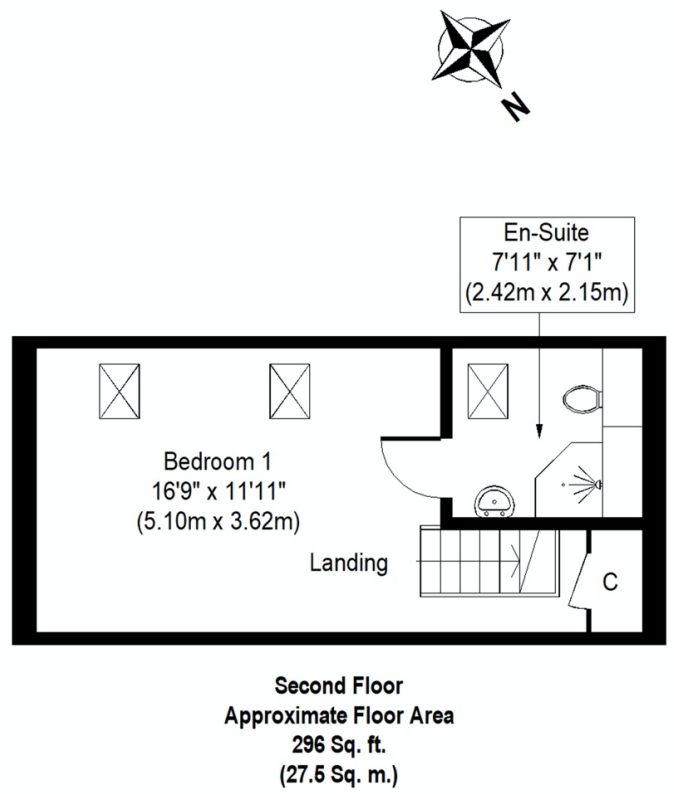 N
En-Suite
7'11" x 7'1"
(2.42m x 2.15m)
Bedroom 1
16'9" x 11'11"
(5.10m x 3.62m)
Landing
C
Second Floor
Approximate Floor Area
296 Sq. ft.
(27.5 Sq. m.)